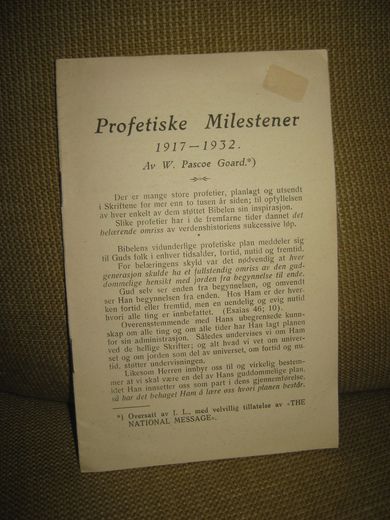 Profetiske Milestener
1917—1932.
Av W. Pascoe Goard.*)
Der er mange store profetier, planlagt og utsendt
i Skriftene for mer enn to tusen år siden; til opfyllelsen
av hver enkelt av dem støttet Bibelen sin inspirasjon.
Slike profetier har i de fremfarne tider dannet det
belærende omriss av verdenshistoriens sukcessive løp.
Bibelens vidunderlige profetiske plan meddeler sig
til Guds folk i enhver tidsalder, fortid, nutid og fremtid.
For belæringens skyld var det nødvendig at hver
generasjon skulde ha et fullstendig omriss av den gud-
dommelige hensikt med jorden fra begynnelse til ende.
Gud selv ser enden fra begynnelsen, og omvendt
ser Han begynnelsen fra enden. Hos Ham er der hver-
ken fortid eller fremtid, men en uendelig og evig nutid
hvori alle ting er innbefattet. (Esaias 46; 10).
Overensstemmende med Hans ubegrensede kunn-
skap om alle ting og om alle tider har Han lagt planen
for sin administrasjon. Således undervises vi om Ham
ved de hellige Skrifter; og alt hvad vi vet om univer-
set og om jorden som del av universet, om fortid og nu-
tid, støtter undervisningen.
Likesom Herren innbyr oss til og virkelig bestem-
mer at vi skal være en del av Hans guddommelige plan,
idet Han innsetter oss som part i dens gjennemførelse,
så har det behaget Ham å lære oss hvori planen består.
*) Oversatt av I. L., med velvillig tillatelse av «THE
NATIONAL MESSAGE».